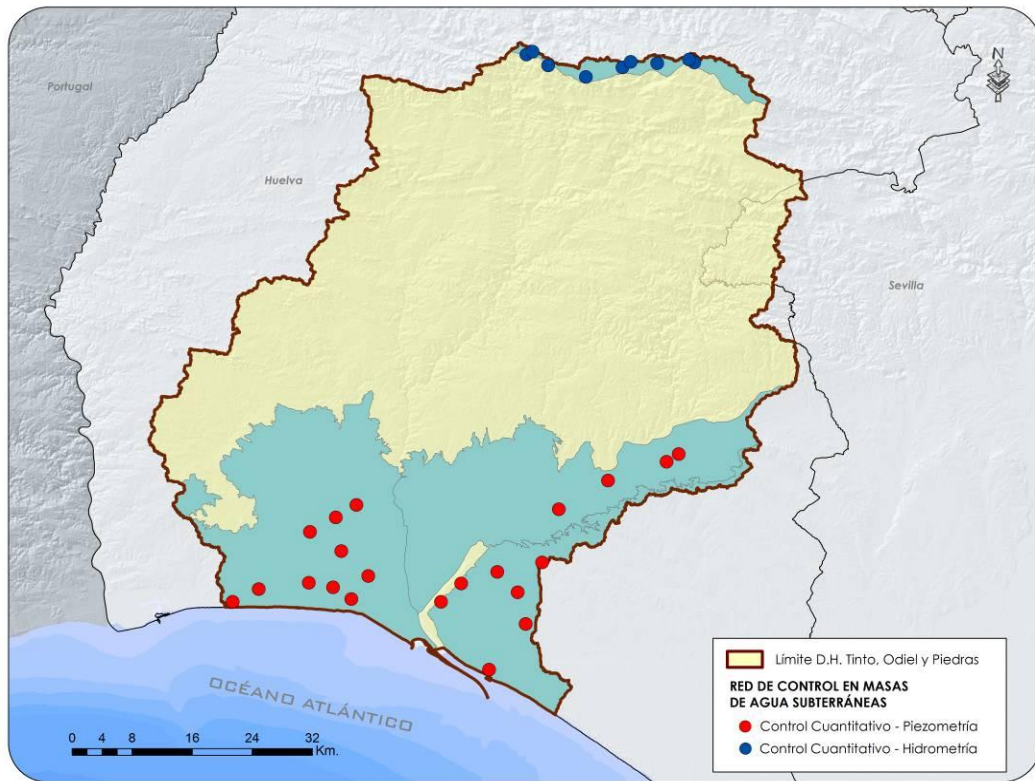 Portugal
Huelva
Sevilla
N
OCÉANO ATLÁNTICO
0 2 4 8 16 24 32
Km.
Límite D.H. Tinto, Odiel y Piedras
RED DE CONTROL EN MASAS
DE AGUA SUBTERRÁNEAS
Control Cuantitativo - Piezometría
Control Cuantitativo - Hidrometría